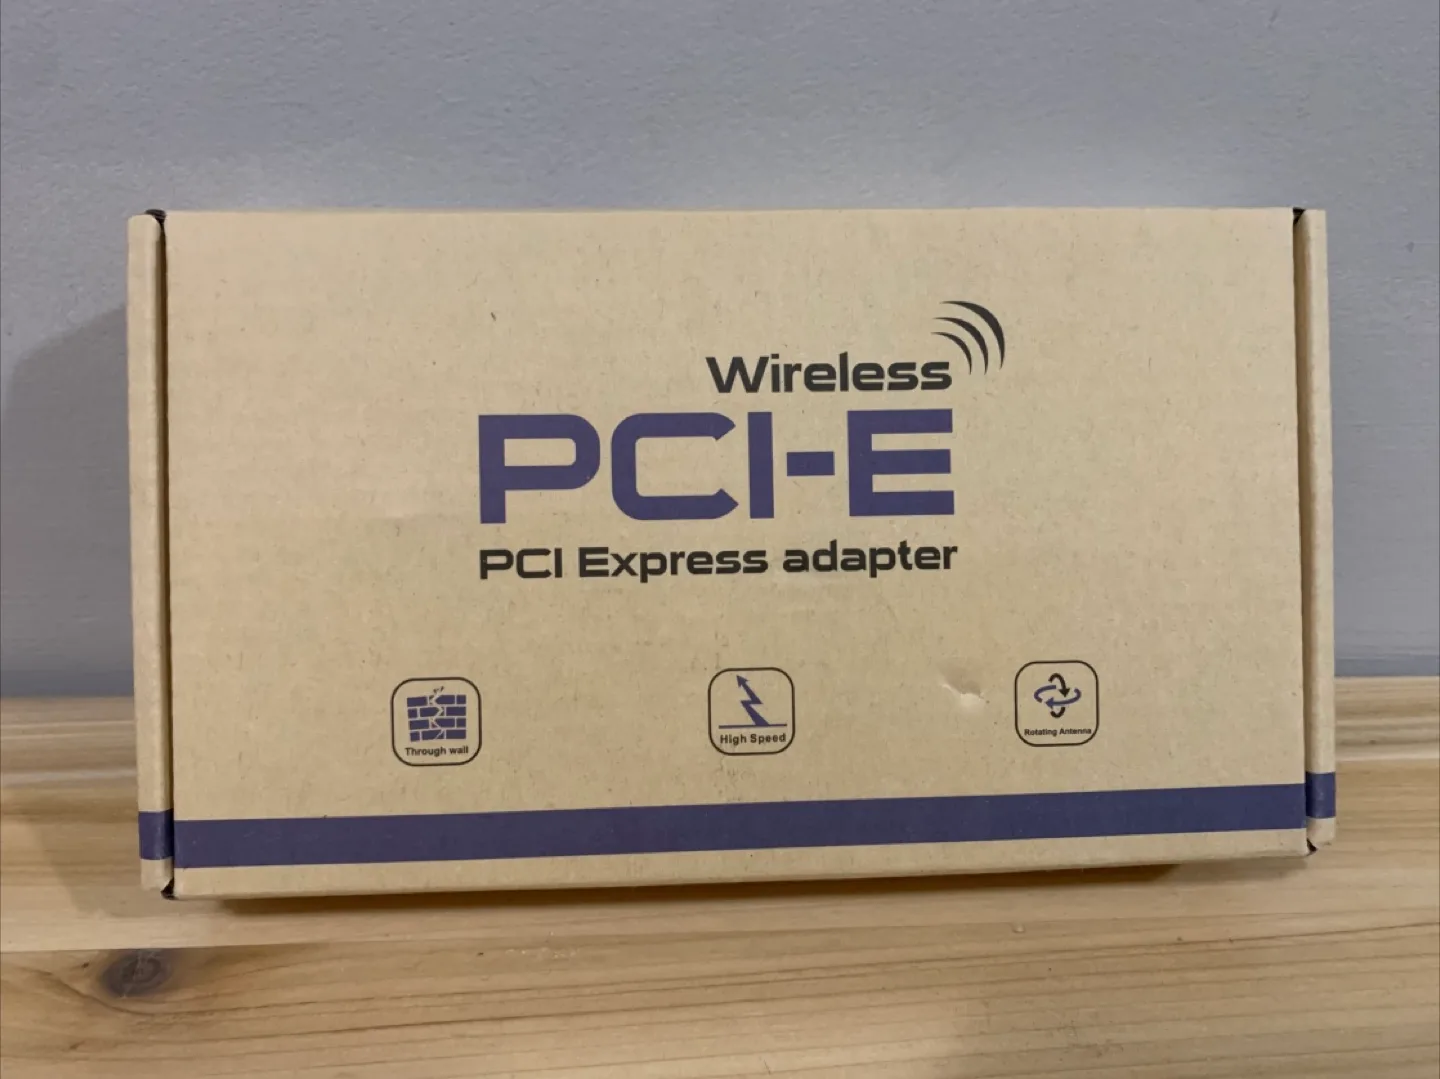 Wireless
PCI-E
PCI Express adapter
Through wall
High Speed
Rotating Antenna